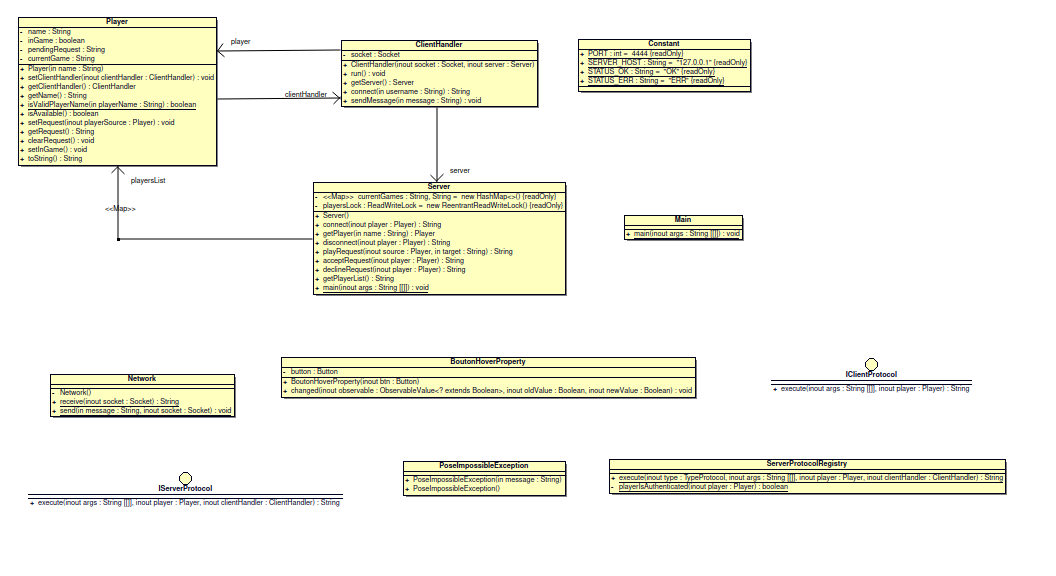 Player
- name : String
- inGame : boolean
- pendingRequest : String
- currentGame : String
+ Player(in name : String)
+ setClientHandler(inout clientHandler : ClientHandler) : void
+ getClientHandler() : ClientHandler
+ getName() : String
+ isValidPlayerName(in playerName : String) : boolean
+ isAvailable() : boolean
+ setRequest(inout playerSource : Player) : void
+ getRequest() : String
+ clearRequest() : void
+ setInGame() : void
+ toString() : String
player
clientHandler
ClientHandler
- socket : Socket
+ ClientHandler(inout socket : Socket, inout server : Server)
+ run() : void
+ getServer() : Server
+ connect(in username : String) : String
+ sendMessage(in message : String) : void
Constant
+ PORT : int = 4444 {readOnly}
+ SERVER_HOST : String = "127.0.0.1" {readOnly}
+ STATUS_OK : String = "OK" {readOnly}
+ STATUS_ERR : String = "ERR" {readOnly}
server
playersList
<<Map>>
Server
- <<Map>> currentGames : String, String = new HashMap<>() {readOnly}
- playersLock : ReadWriteLock = new ReentrantReadWriteLock() {readOnly}
+ Server()
+ connect(inout player : Player) : String
+ getPlayer(in name : String) : Player
+ disconnect(inout player : Player) : String
+ playRequest(inout source : Player, in target : String) : String
+ acceptRequest(inout player : Player) : String
+ declineRequest(inout player : Player) : String
+ getPlayerList() : String
+ main(inout args : String [[]]) : void
Main
+ main(inout args : String [[]]) : void
Network
- Network()
+ receive(inout socket : Socket) : String
+ send(in message : String, inout socket : Socket) : void
BoutonHoverProperty
- button : Button
+ BoutonHoverProperty(inout btn : Button)
+ changed(inout observable : ObservableValue<? extends Boolean>, inout oldValue : Boolean, inout newValue : Boolean) : void
IClientProtocol
+ execute(inout args : String [[]], inout player : Player) : String
IServerProtocol
+ execute(inout args : String [[]], inout player : Player, inout clientHandler : ClientHandler) : String
PoseImpossibleException
+ PoseImpossibleException(in message : String)
+ PoseImpossibleException()
ServerProtocolRegistry
+ execute(inout type : TypeProtocol, inout args : String [[]], inout player : Player, inout clientHandler : ClientHandler) : String
- playerIsAuthenticated(inout player : Player) : boolean